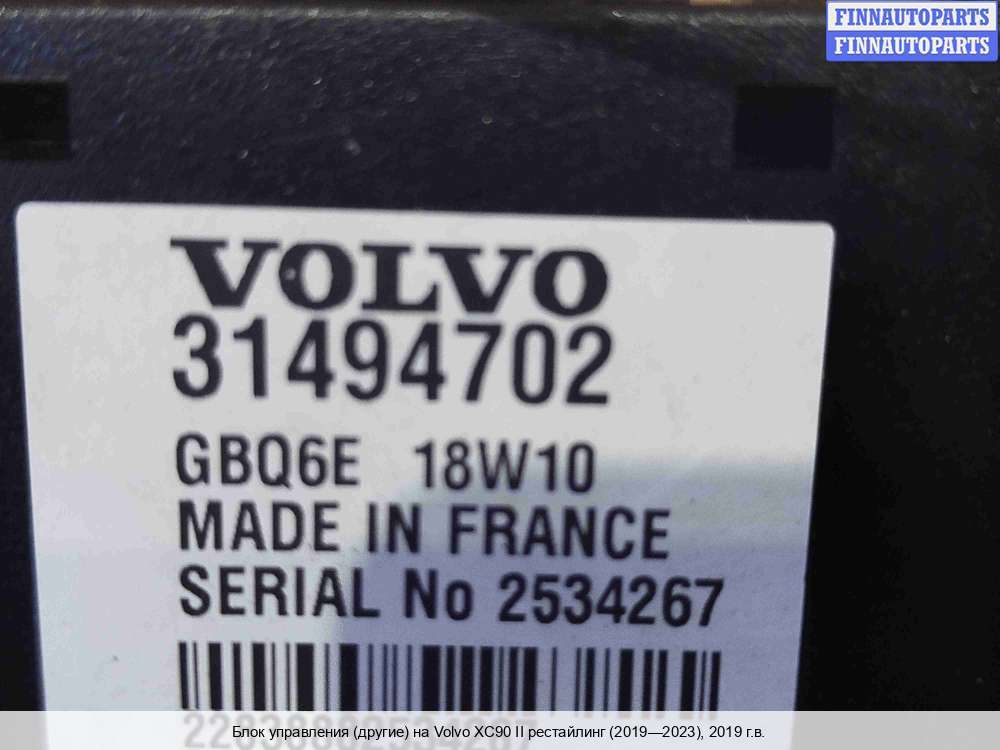 FINNAUTOPARTS
FINNAUTOPARTS
VOLVO
31494702
GBQ6E 18W10
MADE IN FRANCE
SERIAL No 2534267
Блок управления (другие) на Volvo XC90 II рестайлинг (2019—2023), 2019 г.в.